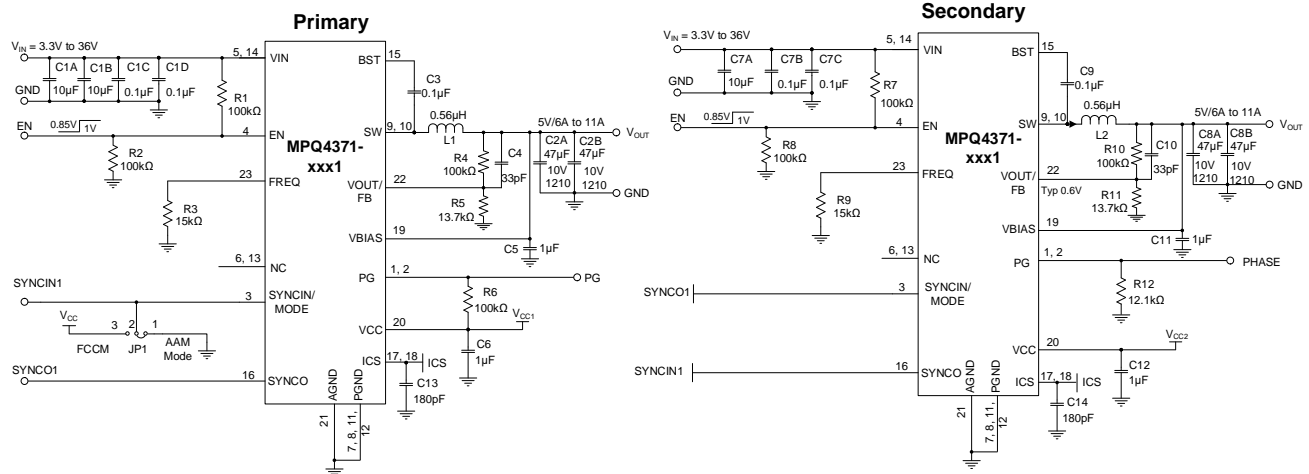 Primary
V_IN = 3.3V to 36V
C1A
10µF
C1B
10µF
C1C
0.1µF
C1D
0.1µF
GND
EN
0.85V
1V
R1
100kΩ
R2
100kΩ
R3
15kΩ
5, 14
VIN
4
EN
MPQ4371-
xxx1
23
FREQ
6, 13
NC
SYNCIN1
3
SYNCIN/
MODE
V_CC
3
2
1
FCCM
JP1
AAM
Mode
SYNCO1
16
SYNCO
AGND
PGND
21
7, 8, 11,
12
BST
15
C3
0.1µF
SW
9, 10
0.56µH
L1
5V/6A to 11A
V_OUT
R4
100kΩ
C4
33pF
C2A
47µF
10V
1210
C2B
47µF
10V
1210
GND
VOUT/
FB
22
R5
13.7kΩ
VBIAS
19
C5
1µF
PG
1, 2
PG
R6
100kΩ
VCC
20
V_CC1
C6
1µF
ICS
17, 18
ICS
C13
180pF
Secondary
V_IN = 3.3V to 36V
C7A
10µF
C7B
0.1µF
C7C
0.1µF
GND
EN
0.85V
1V
R7
100kΩ
R8
100kΩ
R9
15kΩ
5, 14
VIN
4
EN
MPQ4371-
xxx1
23
FREQ
6, 13
NC
SYNCO1
3
SYNCIN/
MODE
SYNCIN1
16
SYNCO
AGND
PGND
21
7, 8, 11,
12
BST
15
C9
0.1µF
SW
9, 10
0.56µH
L2
5V/6A to 11A
V_OUT
R10
100kΩ
C10
33pF
C8A
47µF
10V
1210
C8B
47µF
10V
1210
GND
VOUT/
FB
22
Typ 0.6V
R11
13.7kΩ
VBIAS
19
C11
1µF
PG
1, 2
PHASE
R12
12.1kΩ
VCC
20
V_CC2
C12
1µF
ICS
17, 18
ICS
C14
180pF